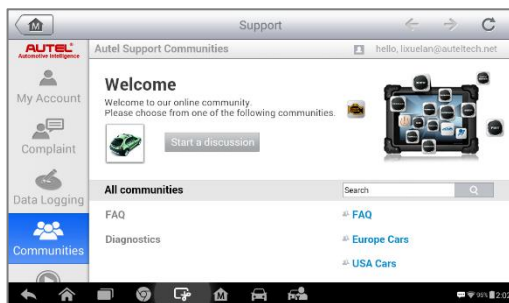 M
Support
AUTEL
Automotive Intelligence
Autel Support Communities
hello, lixuelan@auteltech.net
My Account
Complaint
Data Logging
Communities
Welcome
Welcome to our online community.
Please choose from one of the following communities.
Start a discussion
All communities
Search
FAQ
FAQ
Diagnostics
Europe Cars
USA Cars
M
2:02